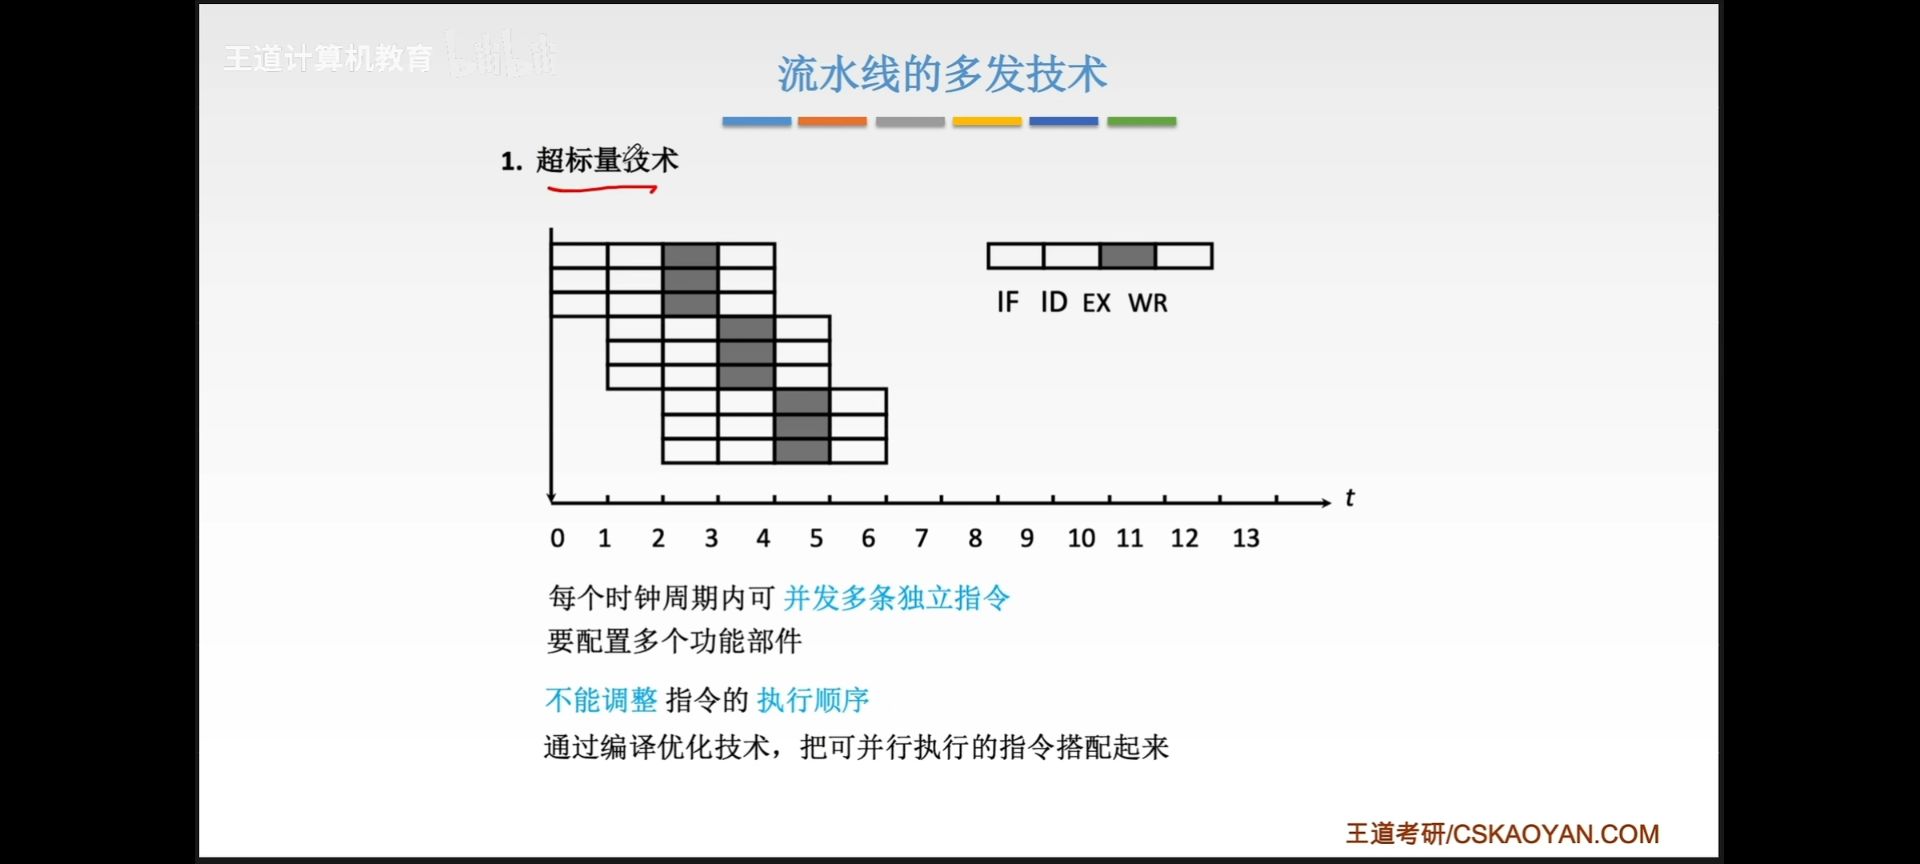 王道计算机教育 bilibili
流水线的多发技术
1. 超标量技术
IF ID EX WR
t
0 1 2 3 4 5 6 7 8 9 10 11 12 13
每个时钟周期内可 并发多条独立指令
要配置多个功能部件
不能调整 指令的 执行顺序
通过编译优化技术，把可并行执行的指令搭配起来
王道考研/CSKAOYAN.COM